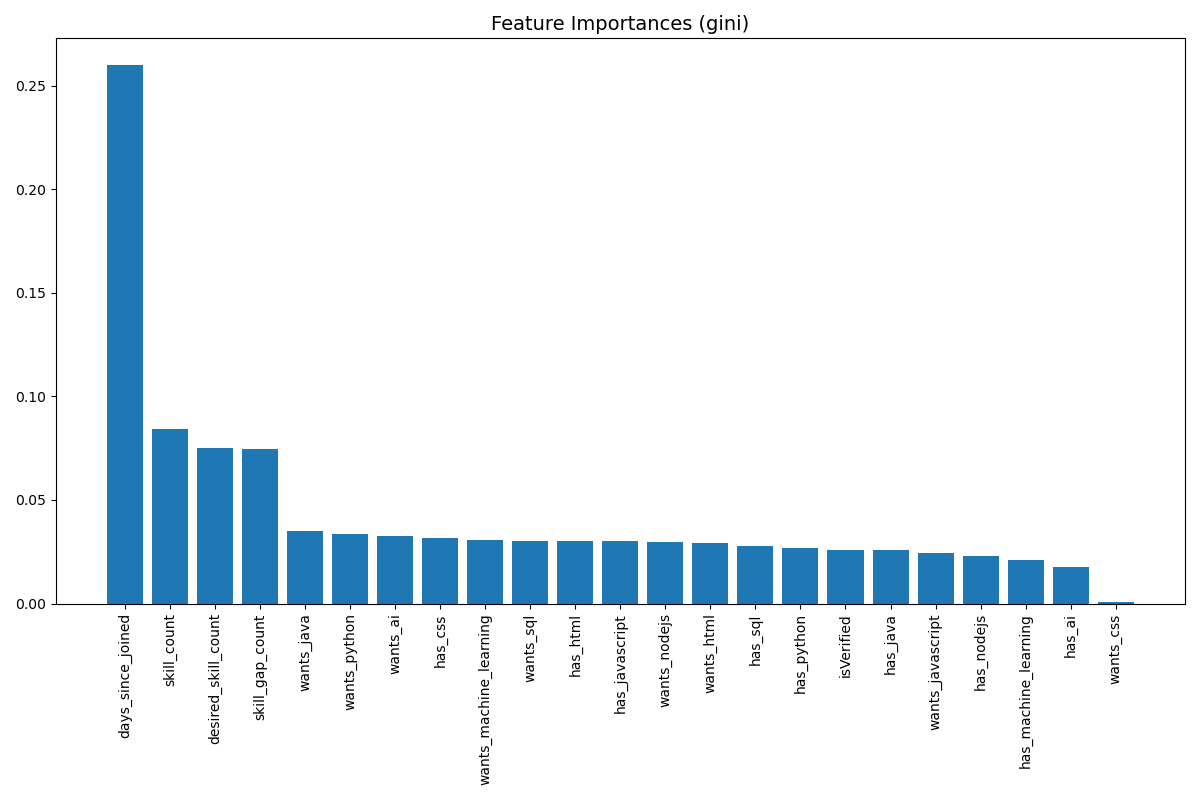 Feature Importances (gini)
0.25
0.20
0.15
0.10
0.05
0.00
days_since_joined
skill_count
desired_skill_count
skill_gap_count
wants_java
wants_python
wants_ai
has_css
wants_machine_learning
wants_sql
has_html
has_javascript
wants_nodejs
wants_html
has_sql
has_python
isVerified
has_java
wants_javascript
has_nodejs
has_machine_learning
has_ai
wants_css